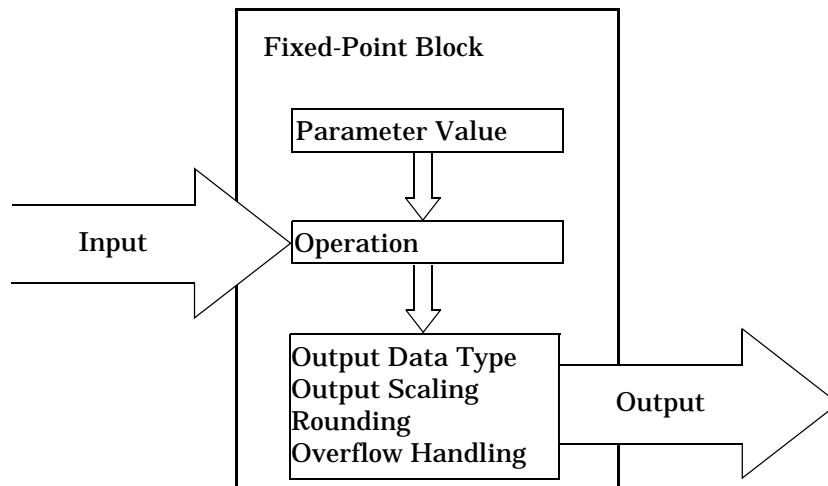 Fixed-Point Block
Parameter Value
Input
Operation
Output Data Type
Output Scaling
Rounding
Overflow Handling
Output